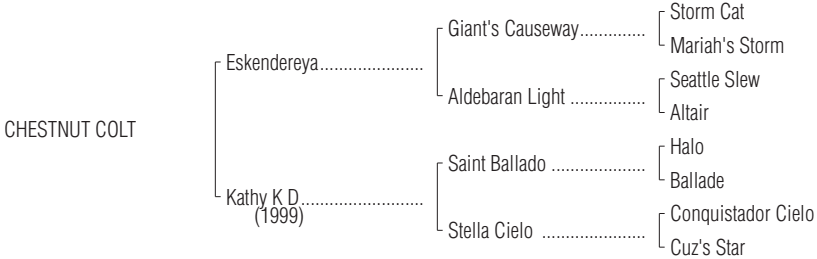 Storm Cat
Giant's Causeway..............
Mariah's Storm
Eskendereya......................
Seattle Slew
Aldebaran Light ................
Altair
CHESTNUT COLT
Halo
Saint Ballado ....................
Ballade
Kathy K D..........................
(1999)
Conquistador Cielo
Stella Cielo ......................
Cuz's Star